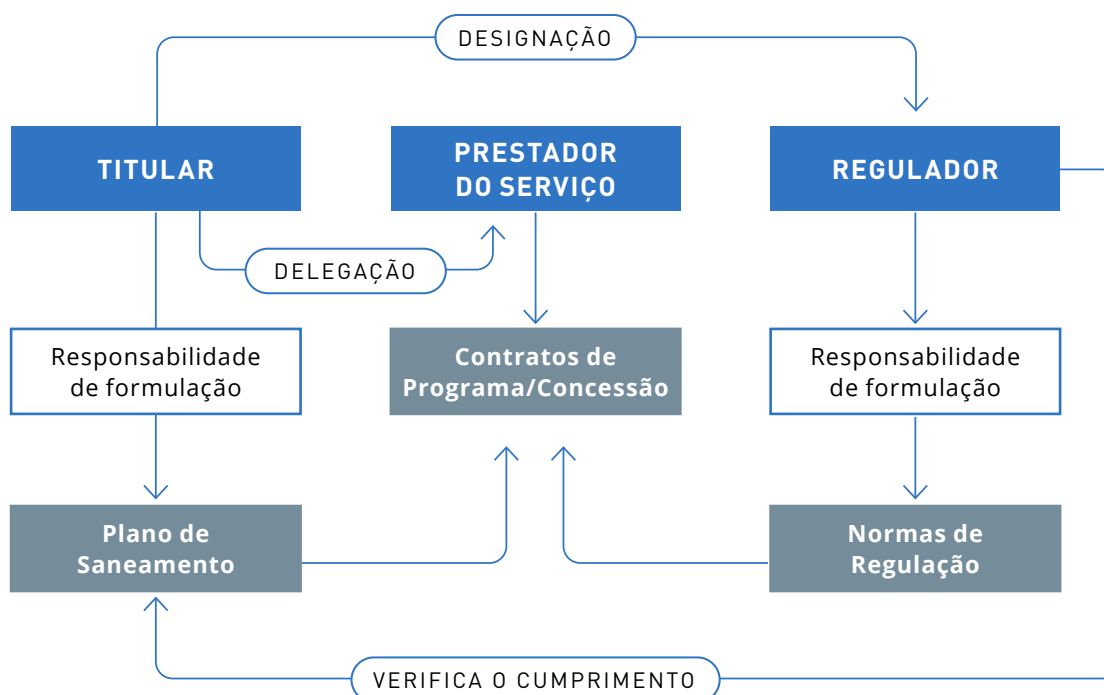 DESIGNAÇÃO
TITULAR
PRESTADOR
DO SERVIÇO
REGULADOR
DELEGAÇÃO
Responsabilidade
de formulação
Contratos de
Programa/Concessão
Responsabilidade
de formulação
Plano de
Saneamento
Normas de
Regulação
VERIFICA O CUMPRIMENTO